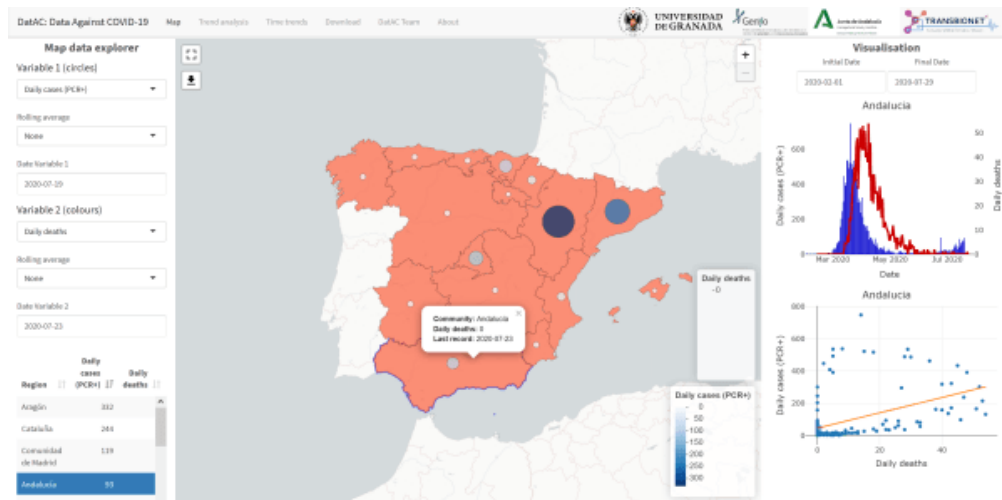 DatAC: Data Against COVID-19 Map Trend analysis Time trends Download DatAC Team About
UNIVERSIDAD
DE GRANADA
Genyo
Junta de Andalucía
TRANSBIONET
Map data explorer
Variable 1 (circles)
Daily cases (PCR+)
Rolling average
None
Date Variable 1
2020-07-29
Variable 2 (colours)
Daily deaths
Rolling average
None
Date Variable 2
2020-07-23
Region
Daily cases (PCR+)
Daily deaths
Aragón 332
Cataluña 244
Comunidad de Madrid 139
Andalucía 93
+
−
Community: Andalucía
Daily deaths: 0
Last record: 2020-07-23
Daily deaths
0
Daily cases (PCR+)
0
50
100
150
200
250
300
Visualisation
Initial Date Final Date
2020-02-01 2020-07-29
Andalucia
Daily cases (PCR+)
600
400
200
0
50
40
30
20
10
0
Daily deaths
Mar 2020 May 2020 Jul 2020
Date
Andalucia
Daily cases (PCR+)
800
600
400
200
0
0 20 40
Daily deaths